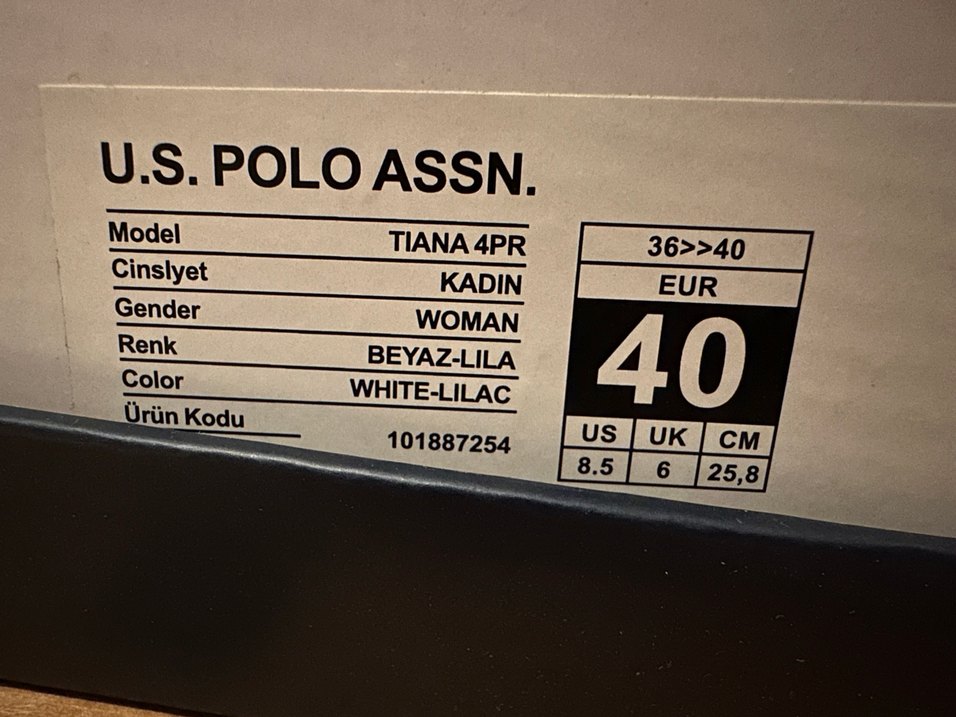 U.S. POLO ASSN.
Model TIANA 4PR
Cinslyet KADIN
Gender WOMAN
Renk BEYAZ-LILA
Color WHITE-LILAC
Ürün Kodu 101887254
36>>40
EUR
40
US UK CM
8.5 6 25,8